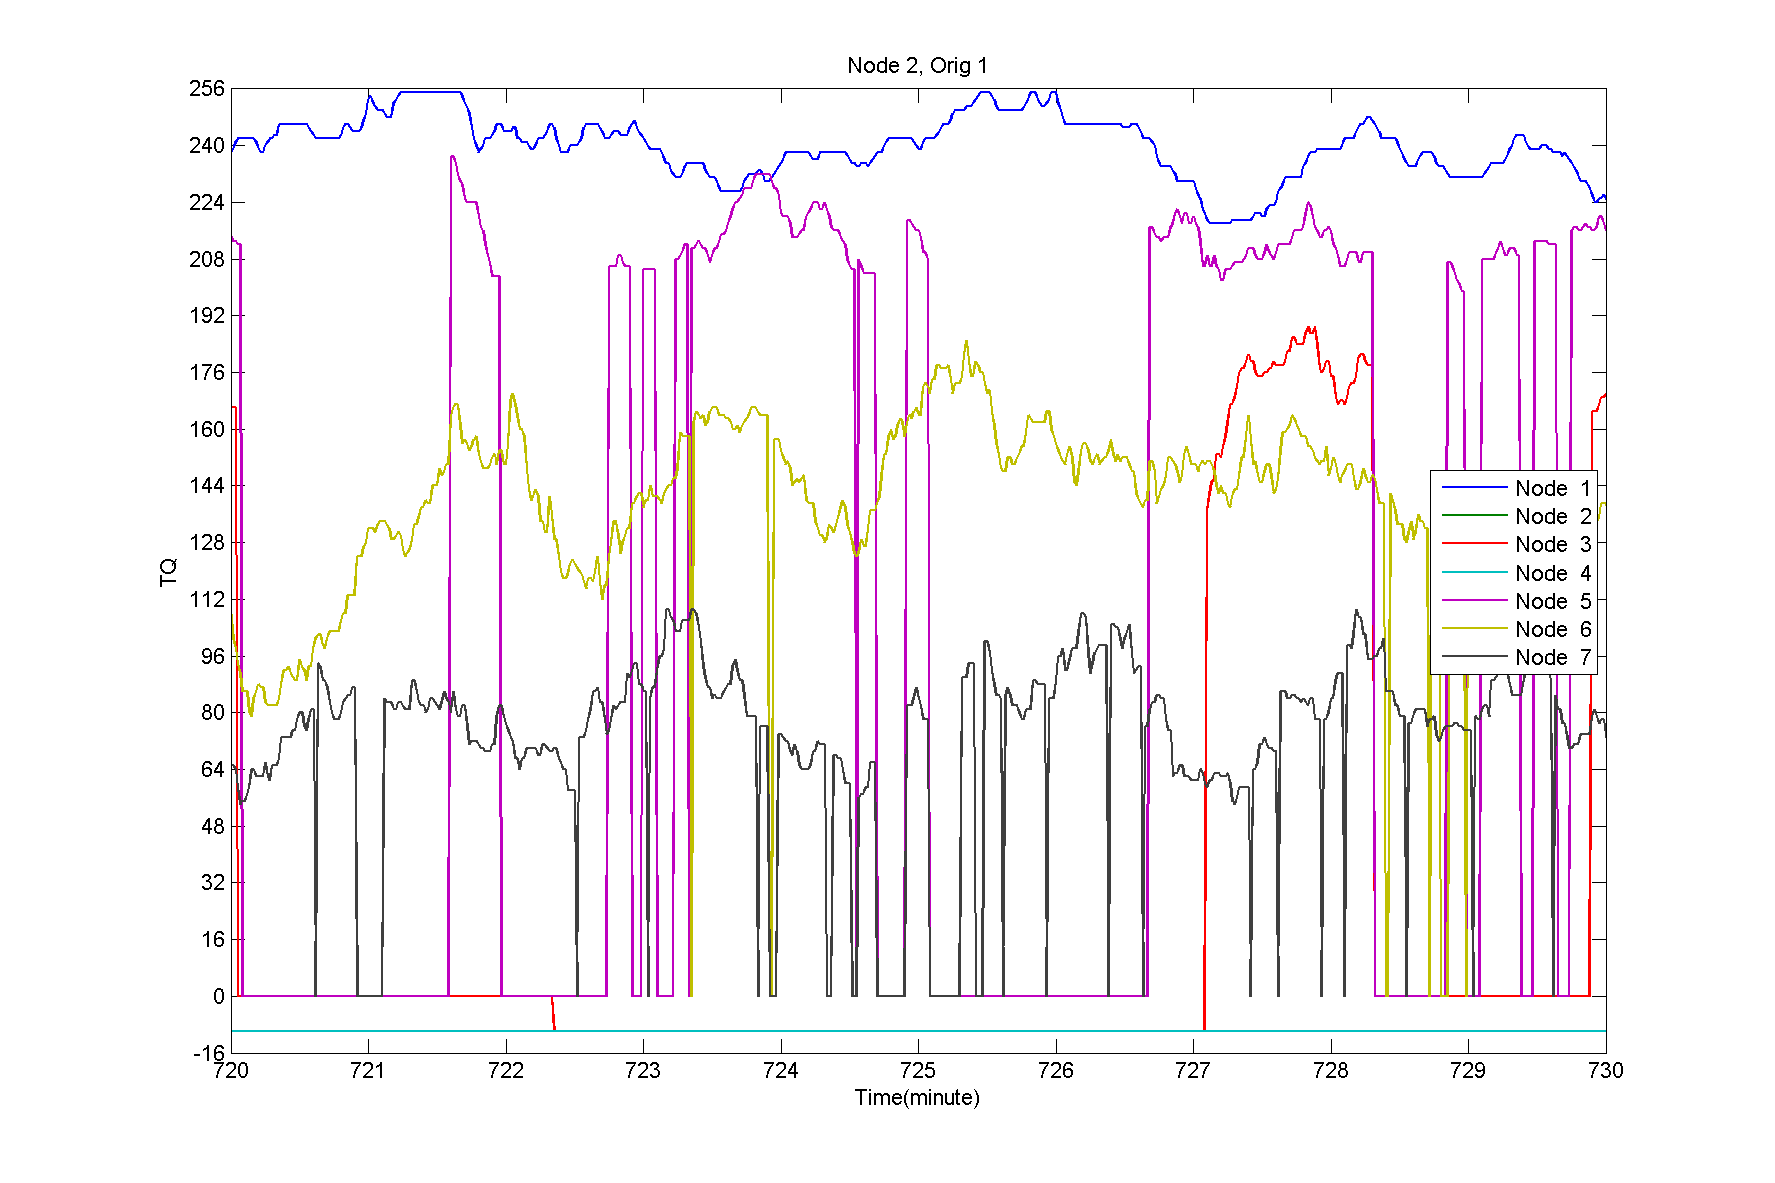 Node 2, Orig 1
256
240
224
208
192
176
160
144
128
112
96
80
64
48
32
16
0
-16
TQ
Node 1
Node 2
Node 3
Node 4
Node 5
Node 6
Node 7
720 721 722 723 724 725 726 727 728 729 730
Time(minute)